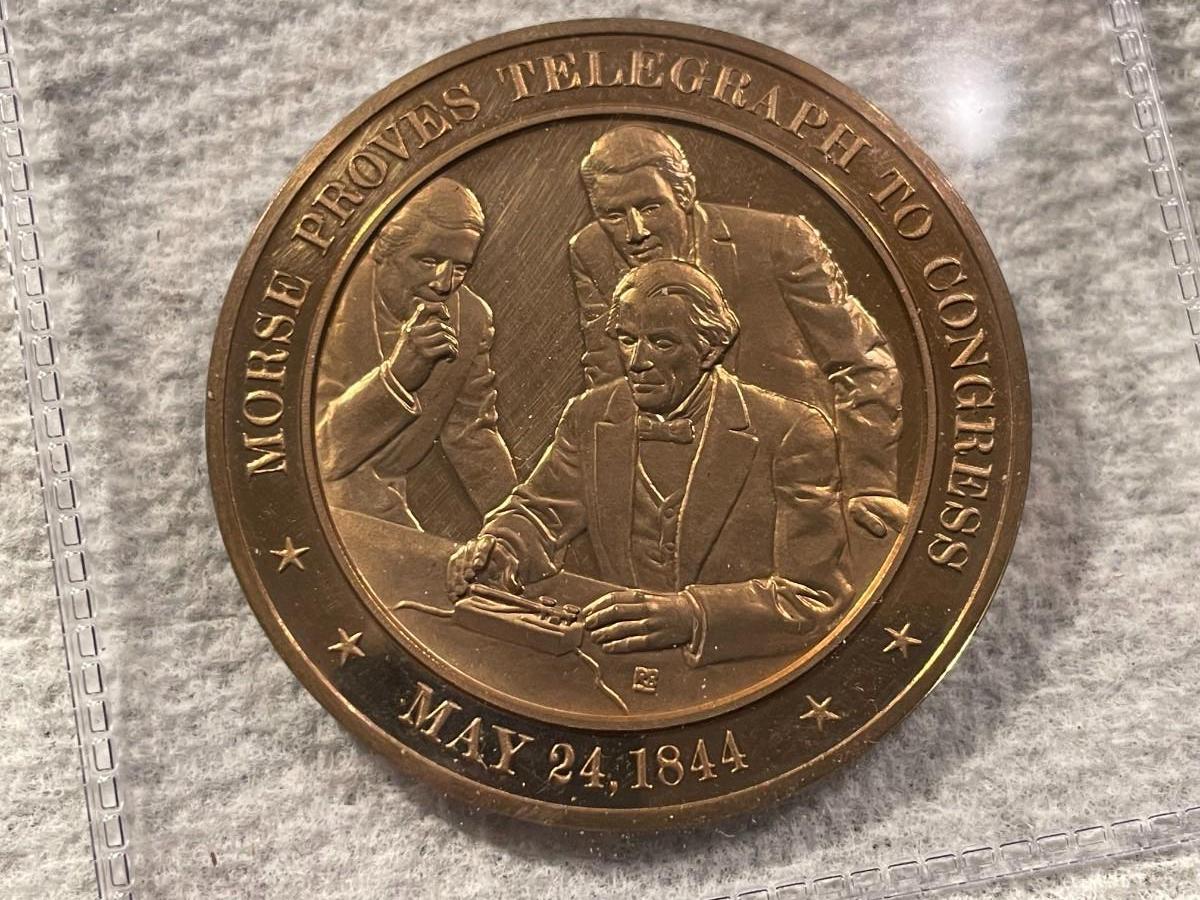 MORSE PROVES TELEGRAPH TO CONGRESS
MAY 24, 1844